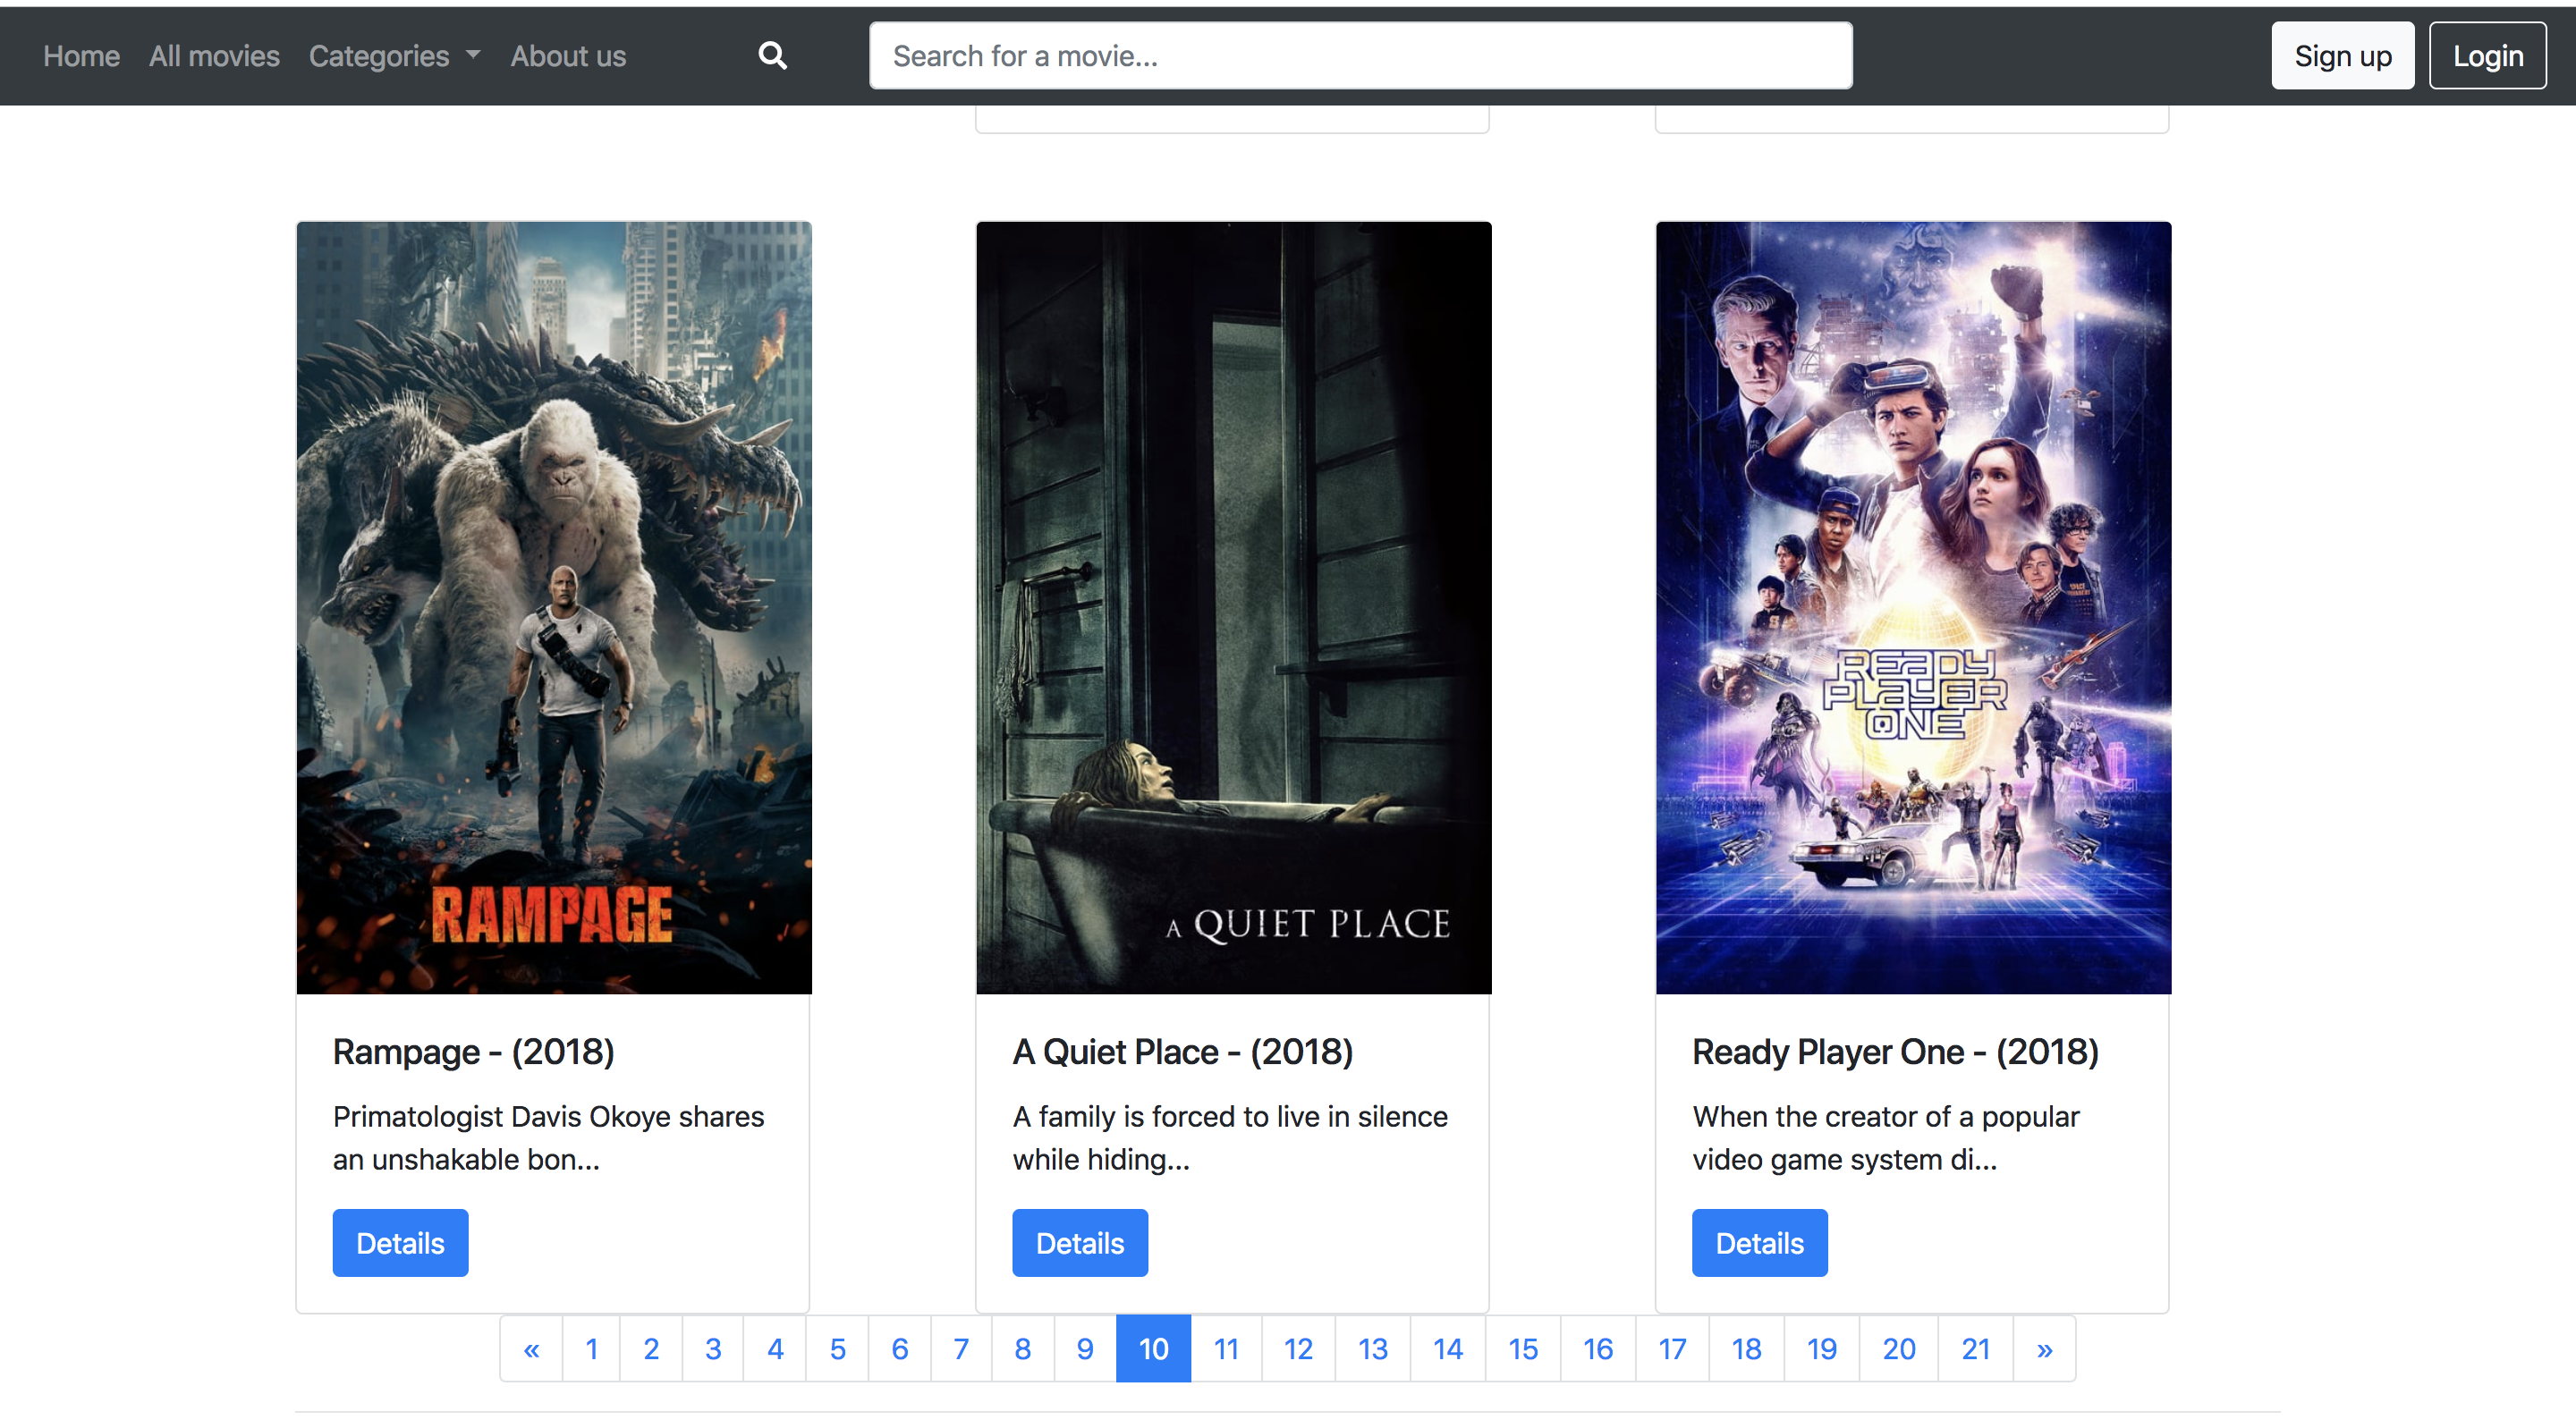 Home All movies Categories About us Search for a movie... Sign up Login
RAMPAGE
A QUIET PLACE
READY
PLAYER
ONE
Rampage - (2018)
Primatologist Davis Okoye shares
an unshakable bon...
Details
A Quiet Place - (2018)
A family is forced to live in silence
while hiding...
Details
Ready Player One - (2018)
When the creator of a popular
video game system di...
Details
« 1 2 3 4 5 6 7 8 9 10 11 12 13 14 15 16 17 18 19 20 21 »